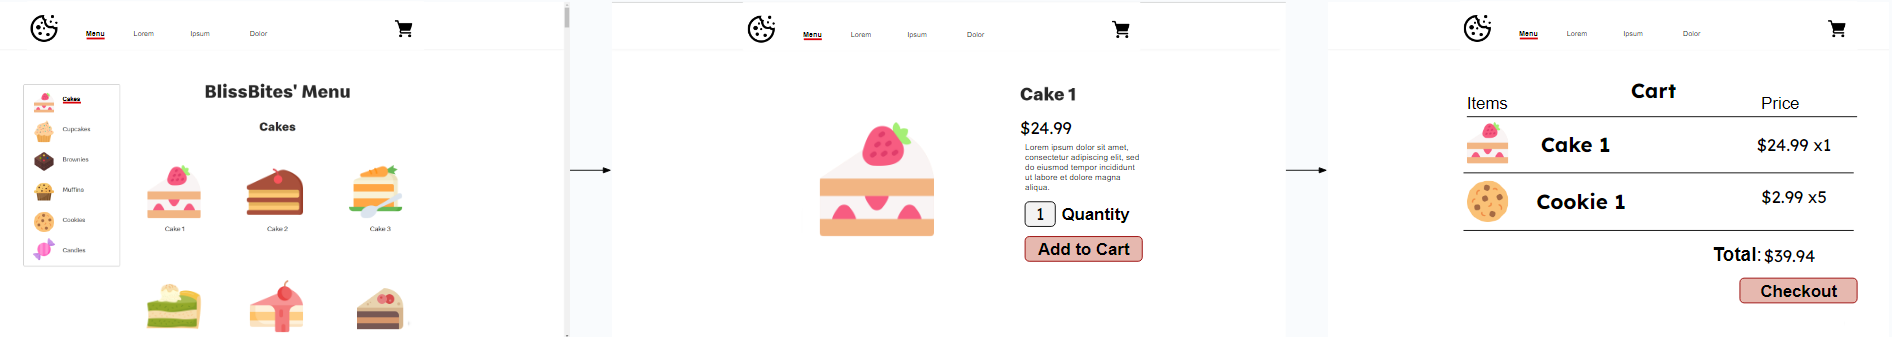 Menu Lorem Ipsum Dolor
BlissBites' Menu
Cakes
Cupcakes
Brownies
Muffins
Cookies
Candies
Cakes
Cake 1 Cake 2 Cake 3
Menu Lorem Ipsum Dolor
Cake 1
$24.99
Lorem ipsum dolor sit amet,
consectetur adipiscing elit, sed
do eiusmod tempor incididunt
ut labore et dolore magna
aliqua.
1 Quantity
Add to Cart
Menu Lorem Ipsum Dolor
Cart
Items Price
Cake 1 $24.99 x1
Cookie 1 $2.99 x5
Total: $39.94
Checkout